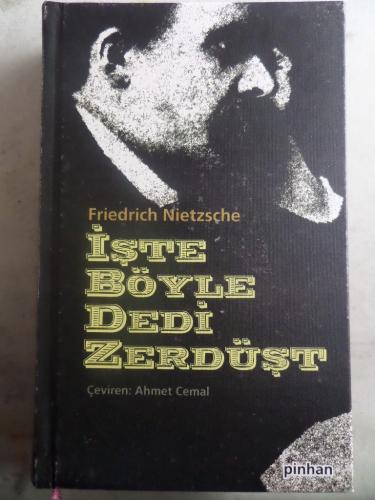 Friedrich Nietzsche
İŞTE
BÖYLE
DEDİ
ZERDÜŞT
Çeviren: Ahmet Cemal
pinhan